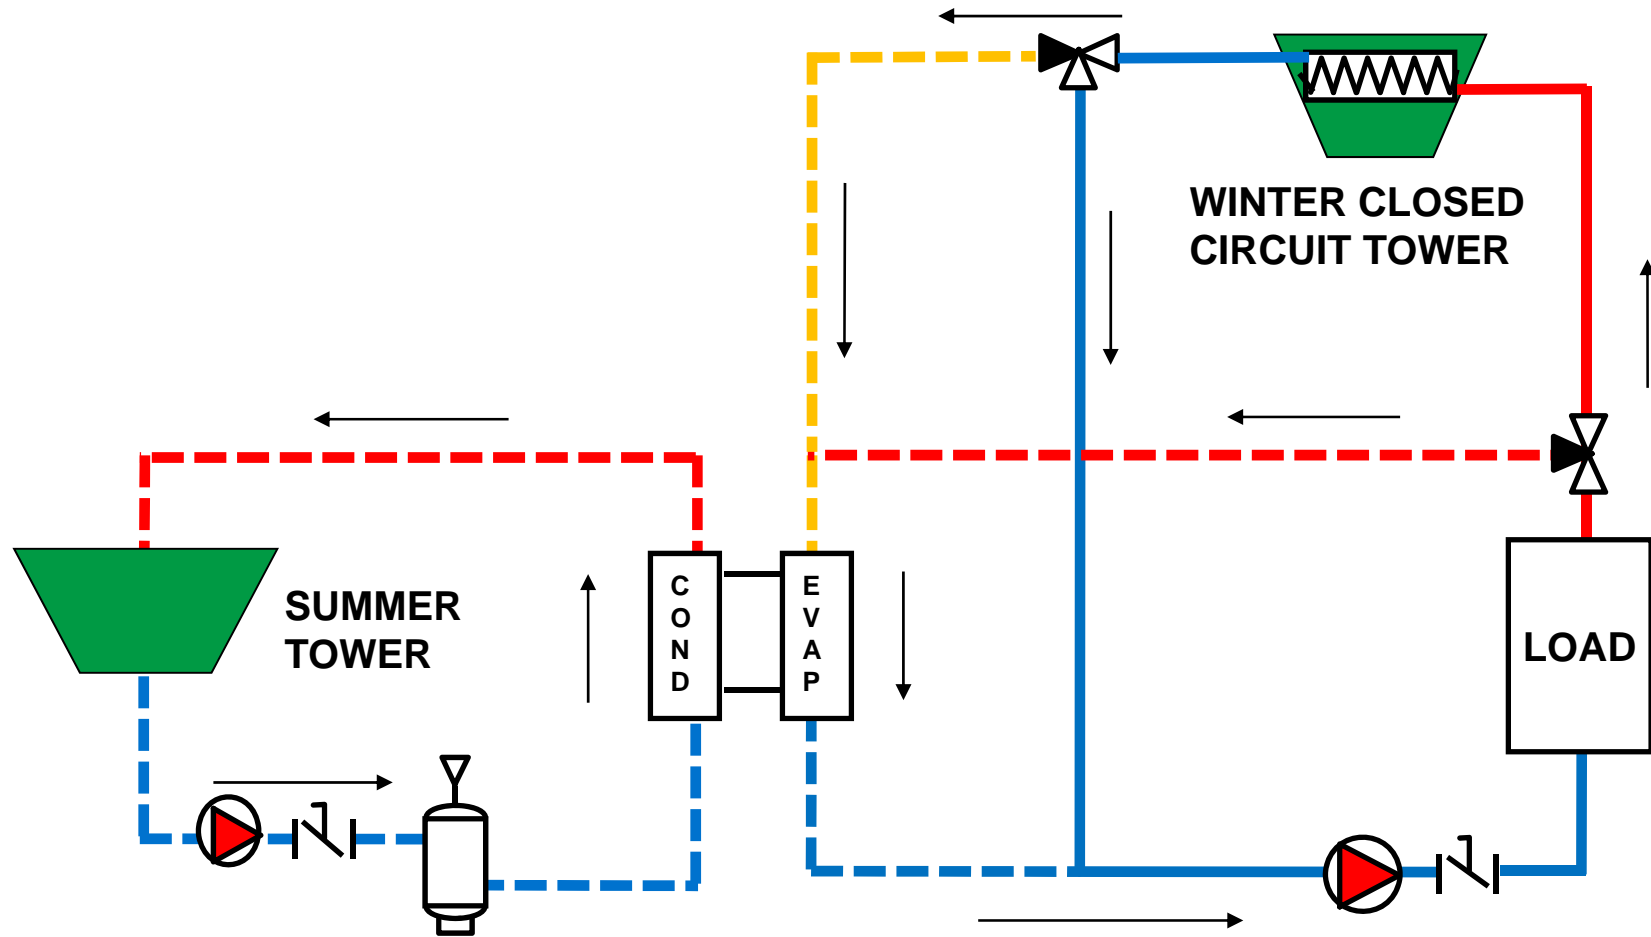 WINTER CLOSED
CIRCUIT TOWER
SUMMER
TOWER
C
O
N
D
E
V
A
P
LOAD